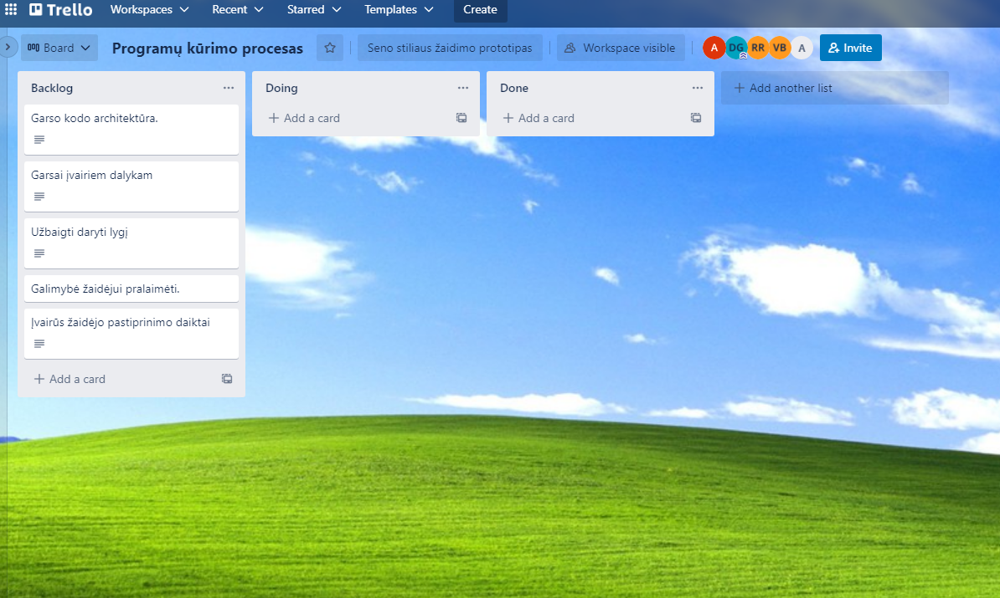 Trello Workspaces Recent Starred Templates Create
Board Programų kūrimo procesas Seno stiliaus žaidimo prototipas Workspace visible A DG RR VB A Invite
Backlog
Garso kodo architektūra.
Garsai įvairiem dalykam
Užbaigti daryti lygį
Galimybė žaidėjui pralaimėti.
Įvairūs žaidėjo pastiprinimo daiktai
+ Add a card
Doing
+ Add a card
Done
+ Add a card
+ Add another list